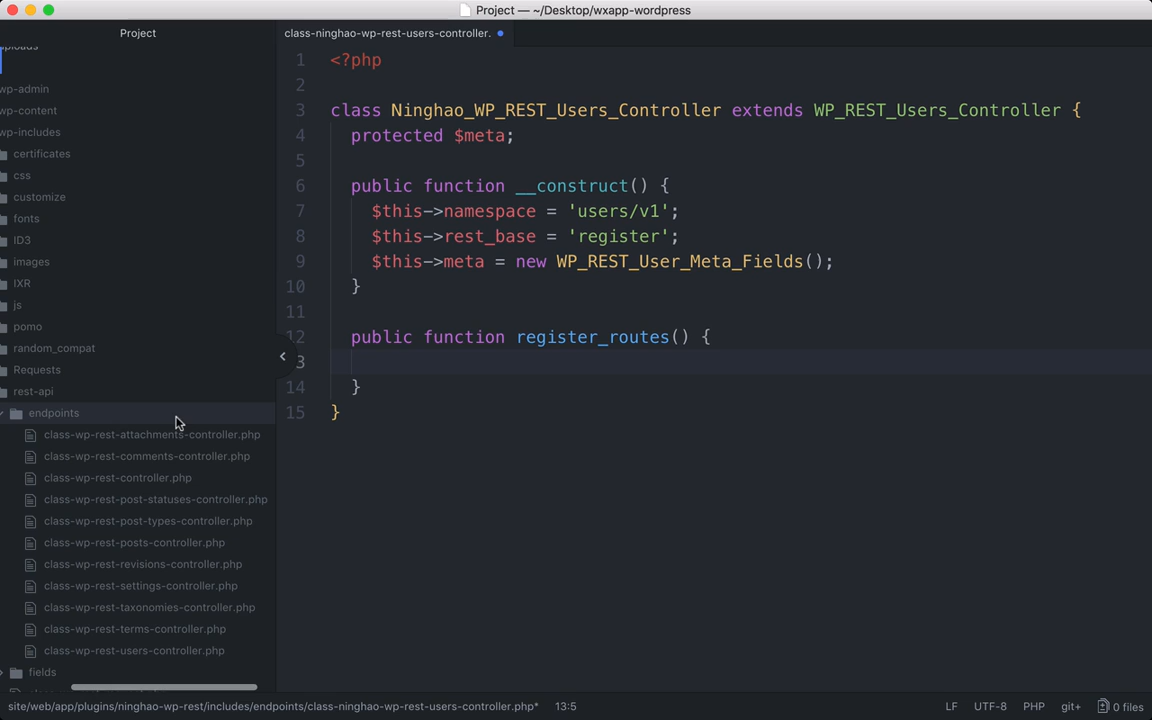 Project — ~/Desktop/wxapp-wordpress
Project
class-ninghao-wp-rest-users-controller.
uploads
wp-admin
wp-content
wp-includes
certificates
css
customize
fonts
ID3
images
IXR
js
pomo
random_compat
Requests
rest-api
endpoints
class-wp-rest-attachments-controller.php
class-wp-rest-comments-controller.php
class-wp-rest-controller.php
class-wp-rest-post-statuses-controller.php
class-wp-rest-post-types-controller.php
class-wp-rest-posts-controller.php
class-wp-rest-revisions-controller.php
class-wp-rest-settings-controller.php
class-wp-rest-taxonomies-controller.php
class-wp-rest-terms-controller.php
class-wp-rest-users-controller.php
fields
1 <?php
2
3 class Ninghao_WP_REST_Users_Controller extends WP_REST_Users_Controller {
4 protected $meta;
5
6 public function __construct() {
7 $this->namespace = 'users/v1';
8 $this->rest_base = 'register';
9 $this->meta = new WP_REST_User_Meta_Fields();
10 }
11
12 public function register_routes() {
3
14 }
15 }
site/web/app/plugins/ninghao-wp-rest/includes/endpoints/class-ninghao-wp-rest-users-controller.php* 13:5 LF UTF-8 PHP git+ 0 files